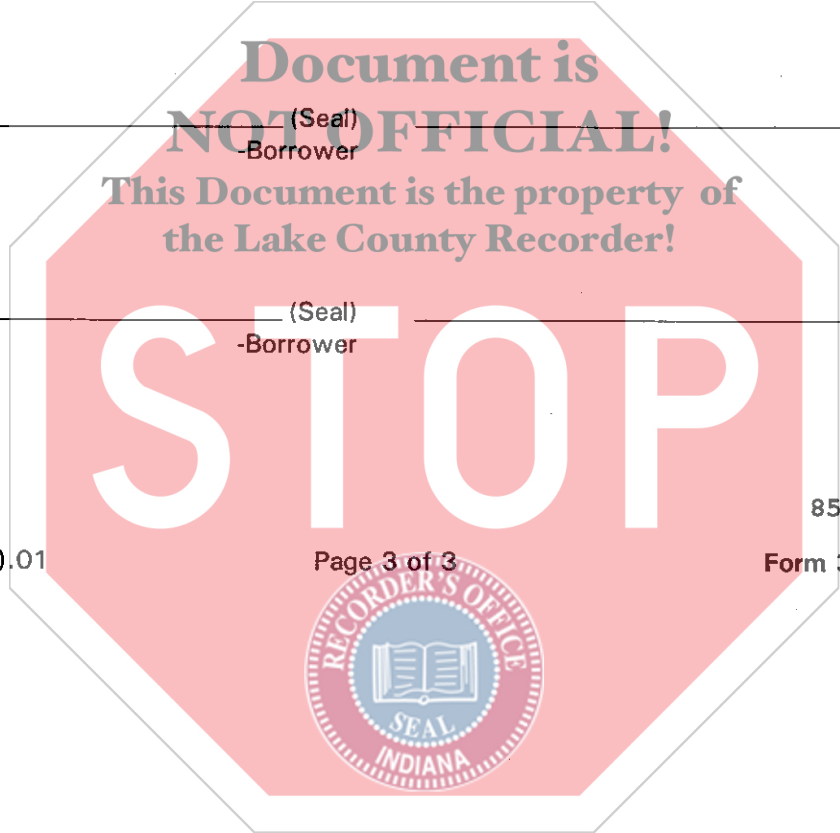 Document is
(Seal)
NOT OFFICIAL!
-Borrower
This Document is the property of
the Lake County Recorder!
(Seal)
-Borrower
STOP
85
.01 Page 3 of 3 Form
RECORDER'S OFFICE
SEAL
INDIANA